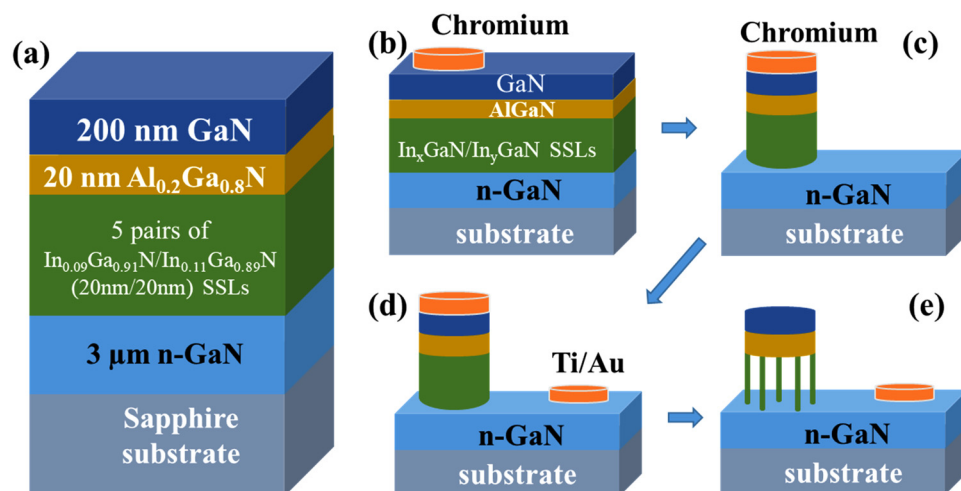 (a)
200 nm GaN
20 nm Al₀.₂Ga₀.₈N
5 pairs of
In₀.₀₉Ga₀.₉₁N/In₀.₁₁Ga₀.₈₉N
(20nm/20nm) SSLs
3 μm n-GaN
Sapphire
substrate
(b)
Chromium
GaN
AlGaN
InₓGaN/InᵧGaN SSLs
n-GaN
substrate
(c)
Chromium
n-GaN
substrate
(d)
Ti/Au
n-GaN
substrate
(e)
n-GaN
substrate